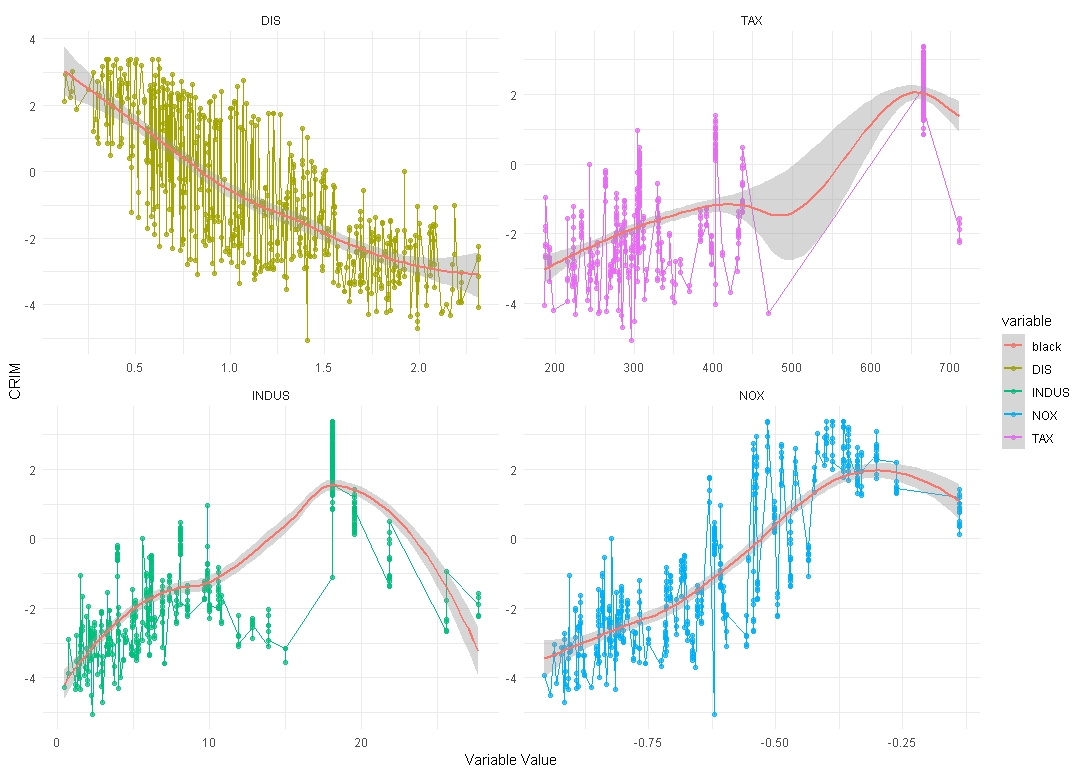 DIS
TAX
4
2
0
-2
-4
2
0
-2
-4
0.5 1.0 1.5 2.0
200 300 400 500 600 700
CRIM
INDUS
NOX
2
0
-2
-4
2
0
-2
-4
0 10 20
-0.75 -0.50 -0.25
Variable Value
variable
black
DIS
INDUS
NOX
TAX